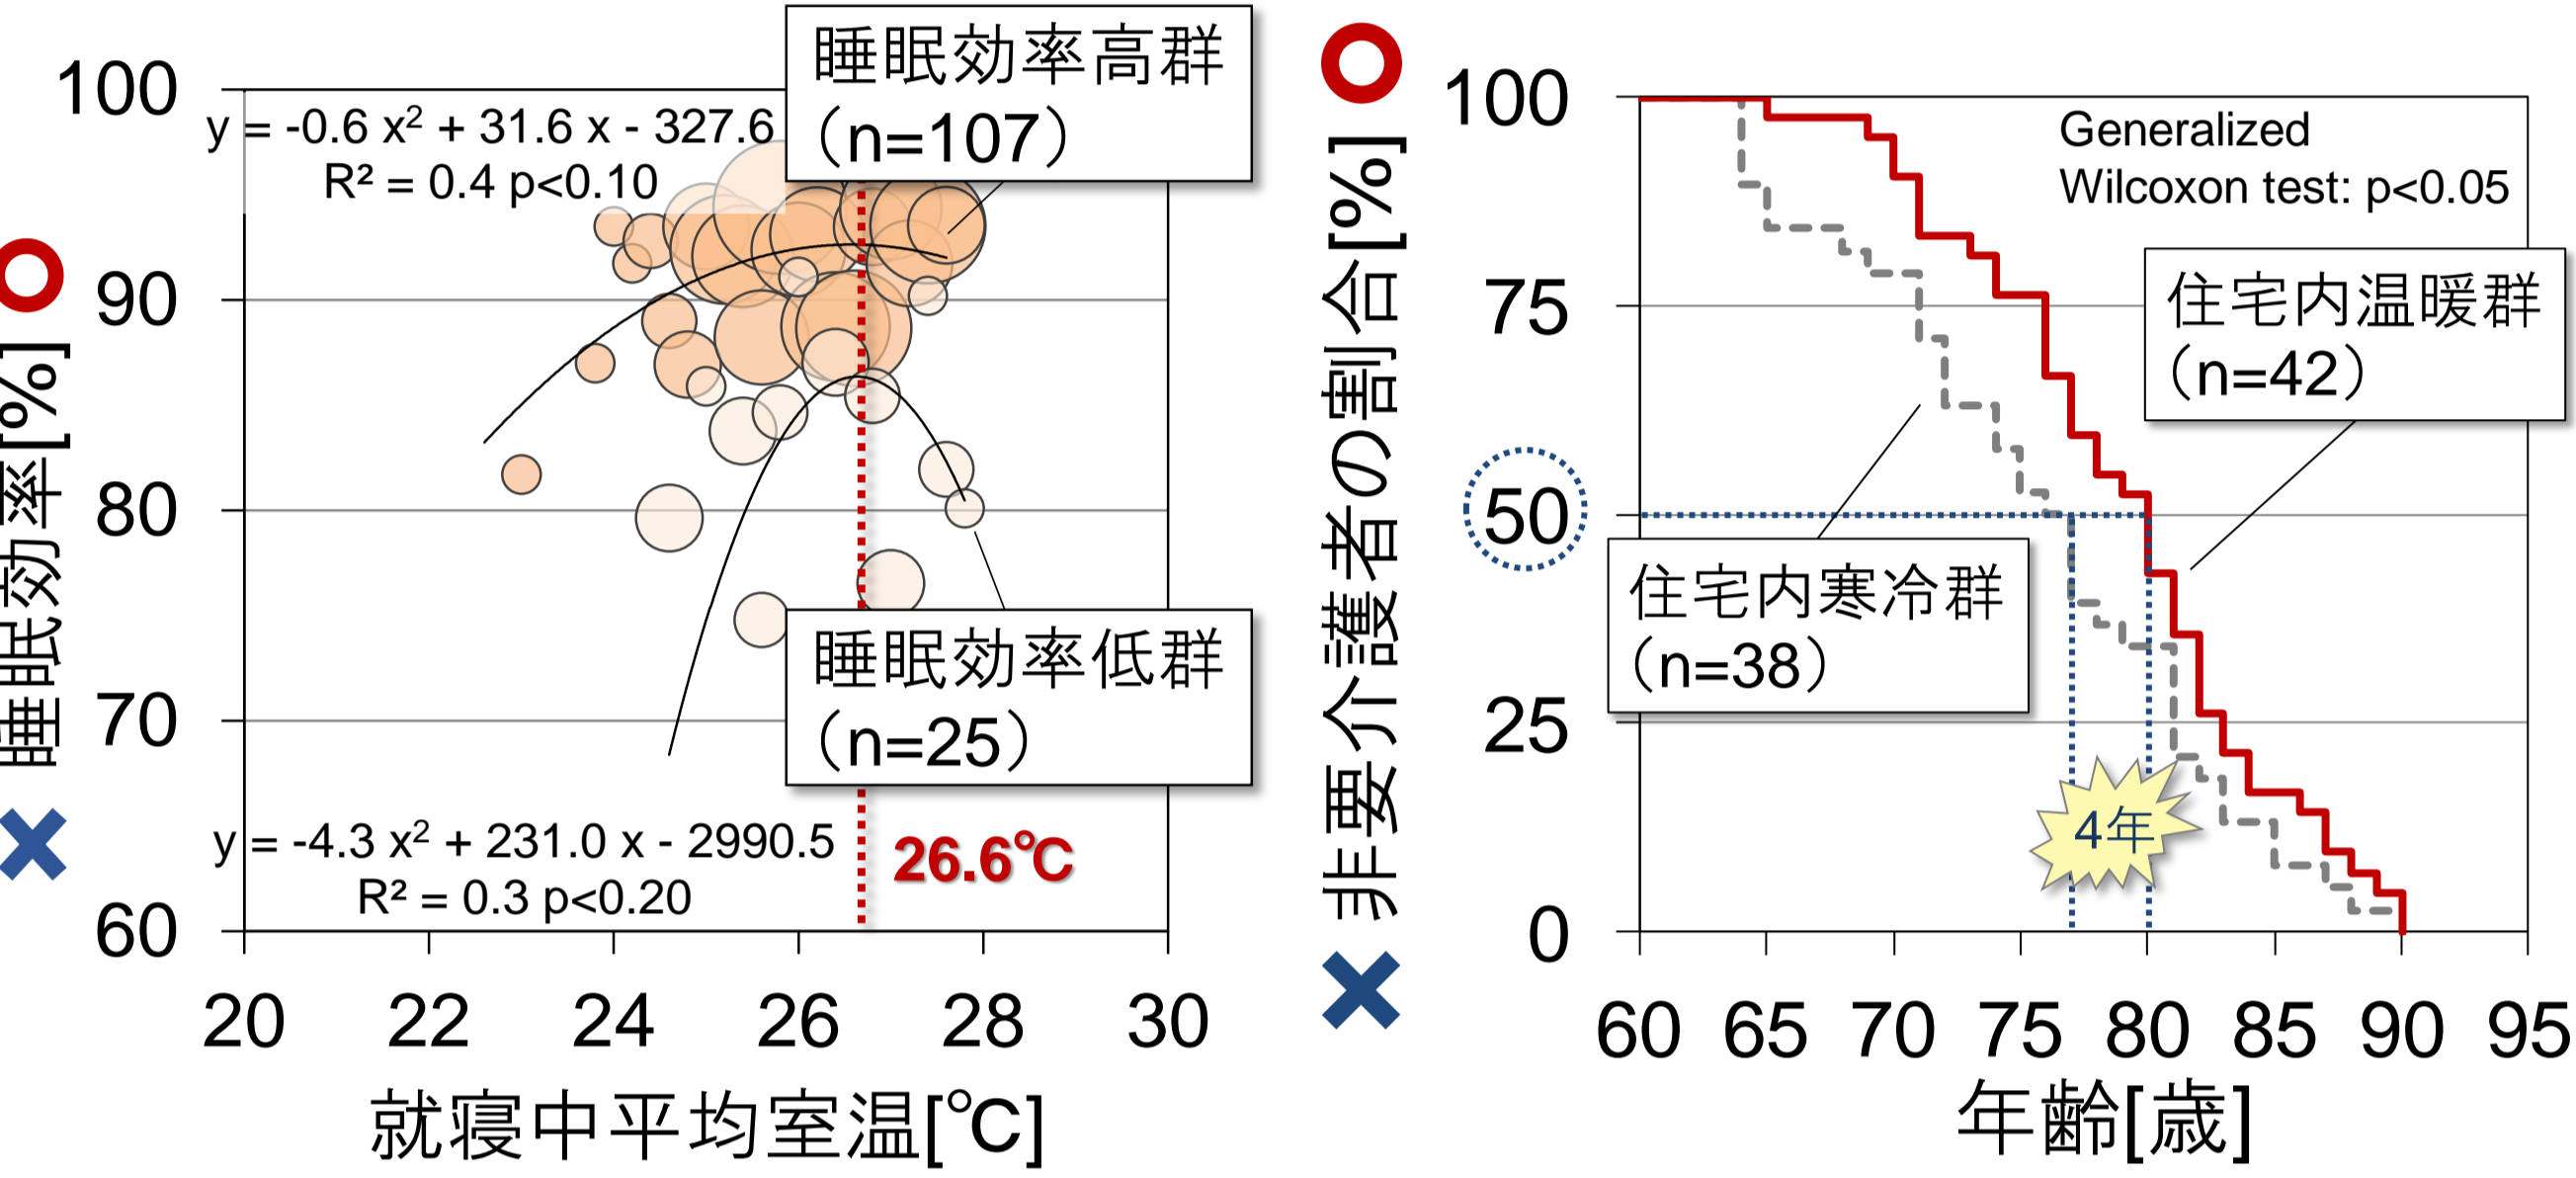 睡眠効率[%]
100
90
80
70
60
y = -0.6 x² + 31.6 x - 327.6
R² = 0.4 p<0.10
睡眠効率高群
（n=107）
睡眠効率低群
（n=25）
y = -4.3 x² + 231.0 x - 2990.5
R² = 0.3 p<0.20
26.6℃
20 22 24 26 28 30
就寝中平均室温[℃]
非要介護者の割合[%]
100
75
50
25
0
Generalized
Wilcoxon test: p<0.05
住宅内温暖群
（n=42）
住宅内寒冷群
（n=38）
4年
60 65 70 75 80 85 90 95
年齢[歳]